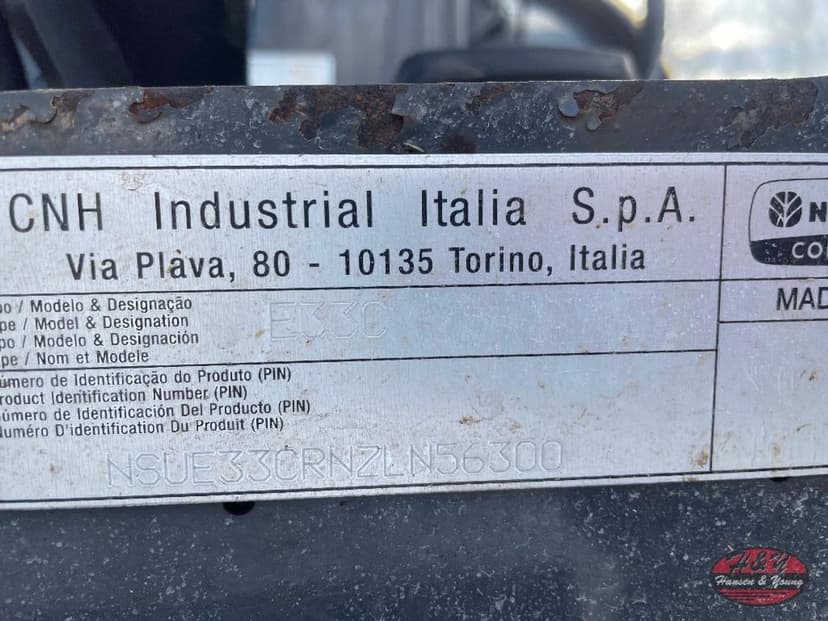 CNH Industrial Italia S.p.A.
Via Plava, 80 - 10135 Torino, Italia
po / Modelo & Designação
pe / Model & Designation
po / Modelo & Designación
pe / Nom et Modele
E33C
úmero de Identificação do Produto (PIN)
roduct Identification Number (PIN)
úmero de Identificación Del Producto (PIN)
uméro D'identification Du Produit (PIN)
NSUE33CRNZLN56300
N
CO
MAD
H&Y
Hansen & Young